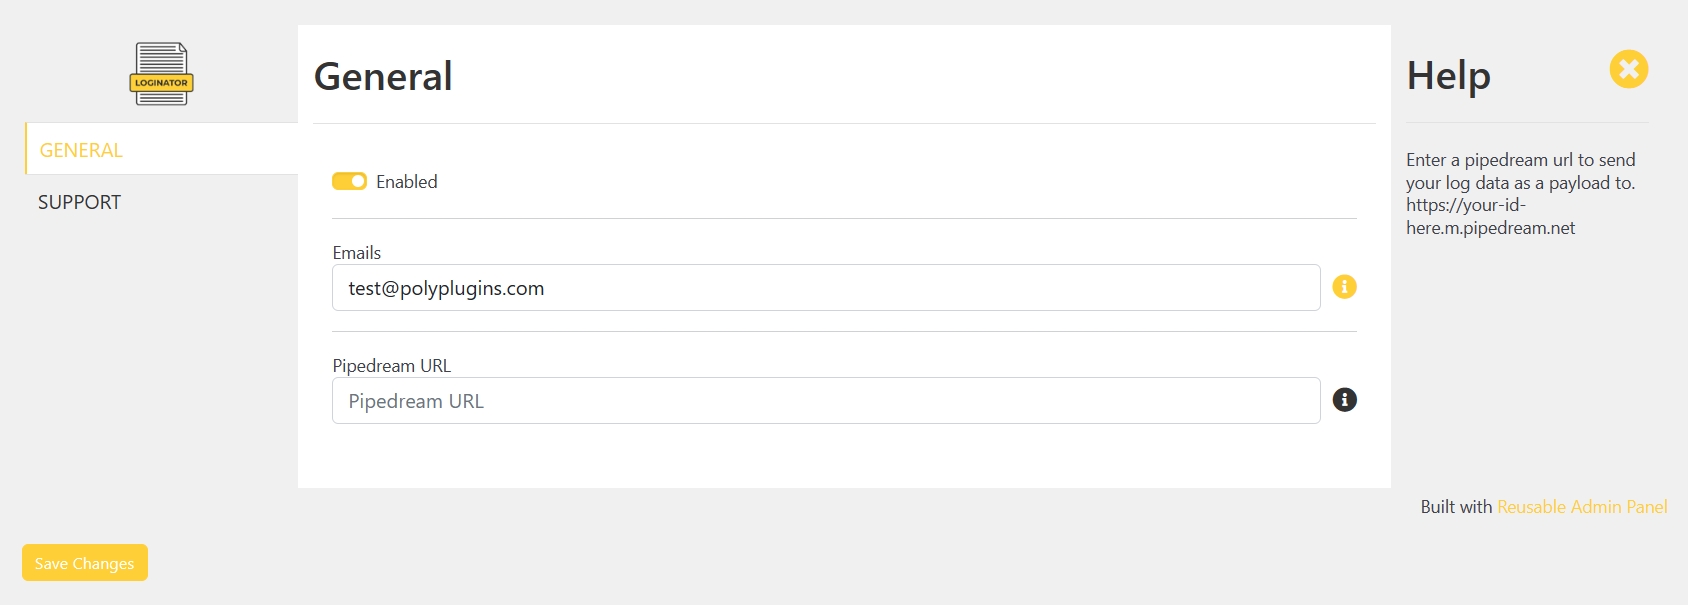 LOGINATOR
GENERAL
SUPPORT
General
Enabled
Emails
test@polyplugins.com
Pipedream URL
Pipedream URL
Help
Enter a pipedream url to send
your log data as a payload to.
https://your-id-
here.m.pipedream.net
Built with Reusable Admin Panel
Save Changes